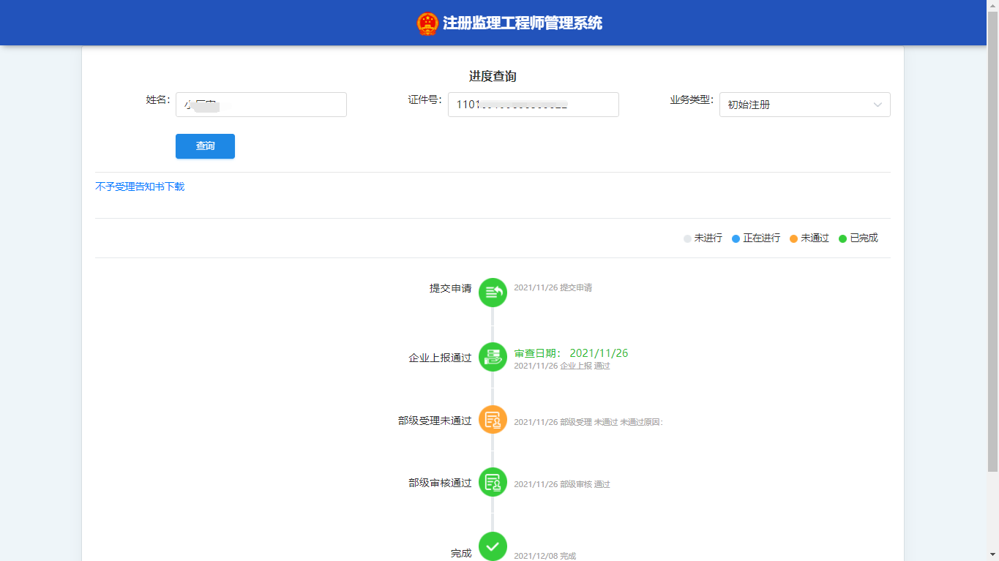 注册监理工程师管理系统
进度查询
姓名：
证件号： 1101
业务类型： 初始注册
查询
不予受理告知书下载
未进行 正在进行 未通过 已完成
提交申请 2021/11/26 提交申请
企业上报通过 审查日期： 2021/11/26
2021/11/26 企业上报 通过
部级受理未通过 2021/11/26 部级受理 未通过 未通过原因:
部级审核通过 2021/11/26 部级审核 通过
完成 2021/12/08 完成